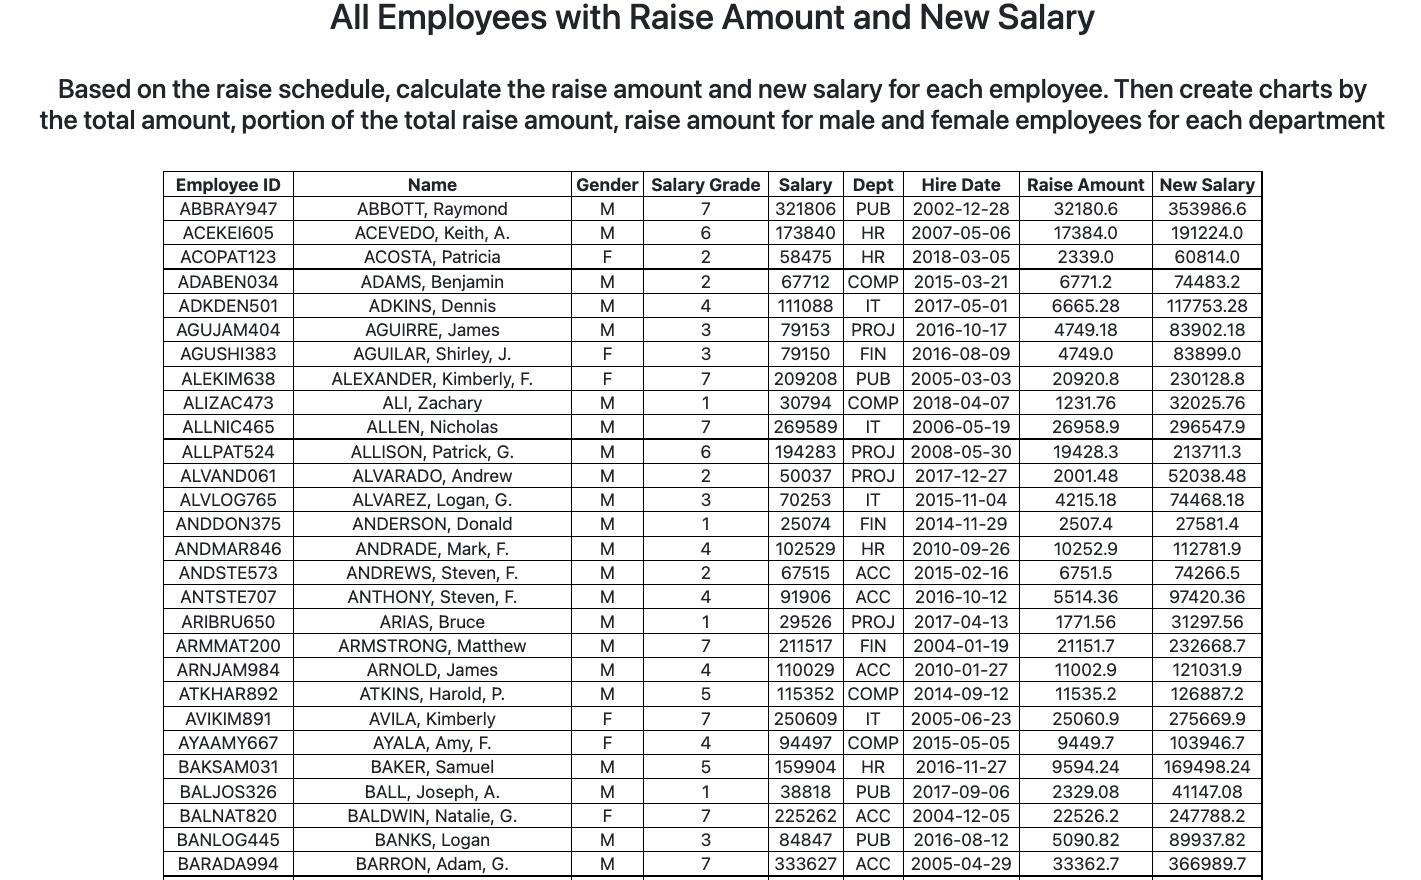 All Employees with Raise Amount and New Salary
Based on the raise schedule, calculate the raise amount and new salary for each employee. Then create charts by
the total amount, portion of the total raise amount, raise amount for male and female employees for each department
Employee ID Name Gender Salary Grade Salary Dept Hire Date Raise Amount New Salary
ABBRAY947 ABBOTT, Raymond M 7 321806 PUB 2002-12-28 32180.6 353986.6
ACEKEI605 ACEVEDO, Keith, A. M 6 173840 HR 2007-05-06 17384.0 191224.0
ACOPAT123 ACOSTA, Patricia F 2 58475 HR 2018-03-05 2339.0 60814.0
ADABEN034 ADAMS, Benjamin M 2 67712 COMP 2015-03-21 6771.2 74483.2
ADKDEN501 ADKINS, Dennis M 4 111088 IT 2017-05-01 6665.28 117753.28
AGUJAM404 AGUIRRE, James M 3 79153 PROJ 2016-10-17 4749.18 83902.18
AGUSHI383 AGUILAR, Shirley, J. F 3 79150 FIN 2016-08-09 4749.0 83899.0
ALEKIM638 ALEXANDER, Kimberly, F. F 7 209208 PUB 2005-03-03 20920.8 230128.8
ALIZAC473 ALI, Zachary M 1 30794 COMP 2018-04-07 1231.76 32025.76
ALLNIC465 ALLEN, Nicholas M 7 269589 IT 2006-05-19 26958.9 296547.9
ALLPAT524 ALLISON, Patrick, G. M 6 194283 PROJ 2008-05-30 19428.3 213711.3
ALVAND061 ALVARADO, Andrew M 2 50037 PROJ 2017-12-27 2001.48 52038.48
ALVLOG765 ALVAREZ, Logan, G. M 3 70253 IT 2015-11-04 4215.18 74468.18
ANDDON375 ANDERSON, Donald M 1 25074 FIN 2014-11-29 2507.4 27581.4
ANDMAR846 ANDRADE, Mark, F. M 4 102529 HR 2010-09-26 10252.9 112781.9
ANDSTE573 ANDREWS, Steven, F. M 2 67515 ACC 2015-02-16 6751.5 74266.5
ANTSTE707 ANTHONY, Steven, F. M 4 91906 ACC 2016-10-12 5514.36 97420.36
ARIBRU650 ARIAS, Bruce M 1 29526 PROJ 2017-04-13 1771.56 31297.56
ARMMAT200 ARMSTRONG, Matthew M 7 211517 FIN 2004-01-19 21151.7 232668.7
ARNJAM984 ARNOLD, James M 4 110029 ACC 2010-01-27 11002.9 121031.9
ATKHAR892 ATKINS, Harold, P. M 5 115352 COMP 2014-09-12 11535.2 126887.2
AVIKIM891 AVILA, Kimberly F 7 250609 IT 2005-06-23 25060.9 275669.9
AYAAMY667 AYALA, Amy, F. F 4 94497 COMP 2015-05-05 9449.7 103946.7
BAKSAM031 BAKER, Samuel M 5 159904 HR 2016-11-27 9594.24 169498.24
BALJOS326 BALL, Joseph, A. M 1 38818 PUB 2017-09-06 2329.08 41147.08
BALNAT820 BALDWIN, Natalie, G. F 7 225262 ACC 2004-12-05 22526.2 247788.2
BANLOG445 BANKS, Logan M 3 84847 PUB 2016-08-12 5090.82 89937.82
BARADA994 BARRON, Adam, G. M 7 333627 ACC 2005-04-29 33362.7 366989.7